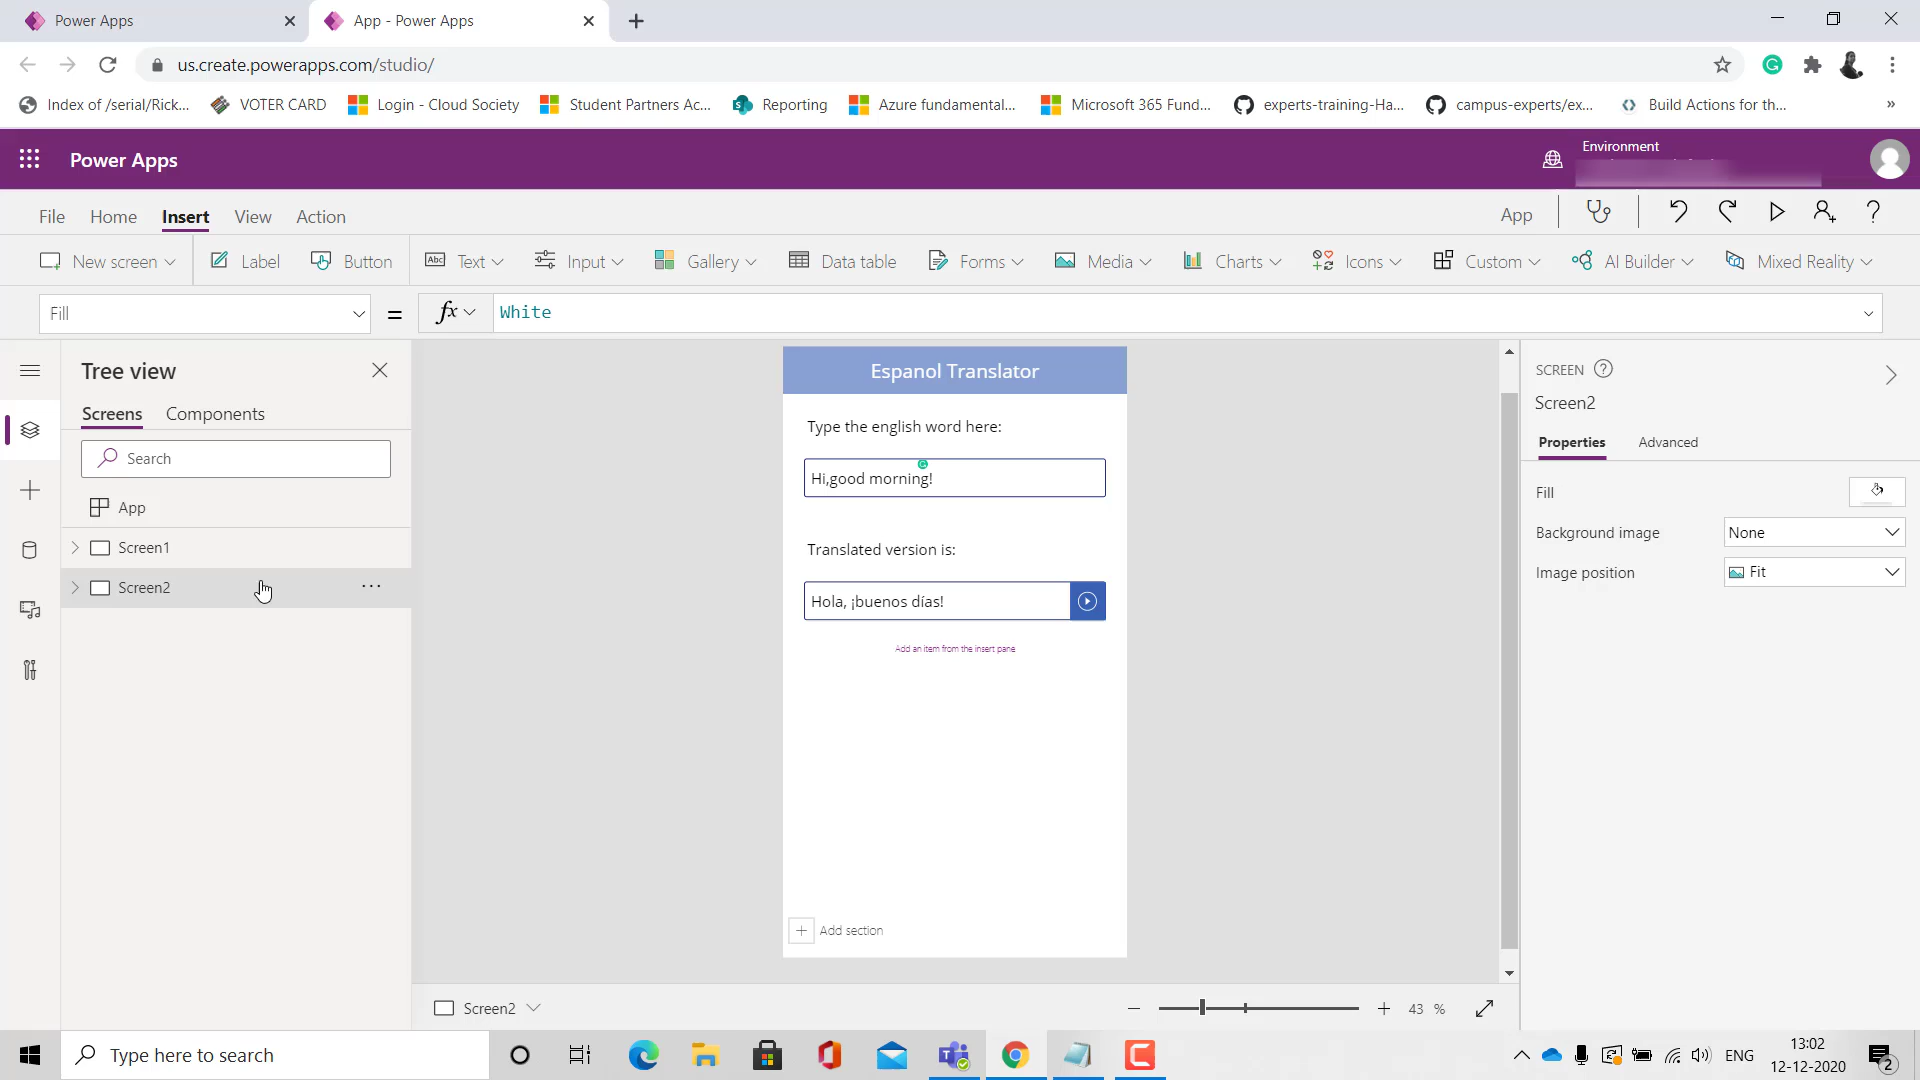 Power Apps
App - Power Apps
us.create.powerapps.com/studio/
Index of /serial/Rick...
VOTER CARD
Login - Cloud Society
Student Partners Ac...
Reporting
Azure fundamental...
Microsoft 365 Fund...
experts-training-Ha...
campus-experts/ex...
Build Actions for th...
»
Power Apps
Environment
File
Home
Insert
View
Action
App
New screen
Label
Button
Abc
Text
Input
Gallery
Data table
Forms
Media
Charts
Icons
Custom
AI Builder
Mixed Reality
Fill
=
fx
White
Tree view
Screens
Components
Search
App
Screen1
Screen2
...
Espanol Translator
Type the english word here:
Hi,good morning!
Translated version is:
Hola, ¡buenos días!
Add an item from the insert pane
Add section
SCREEN
Screen2
Properties
Advanced
Fill
Background image
None
Image position
Fit
Screen2
43 %
Type here to search
ENG
13:02
12-12-2020
2